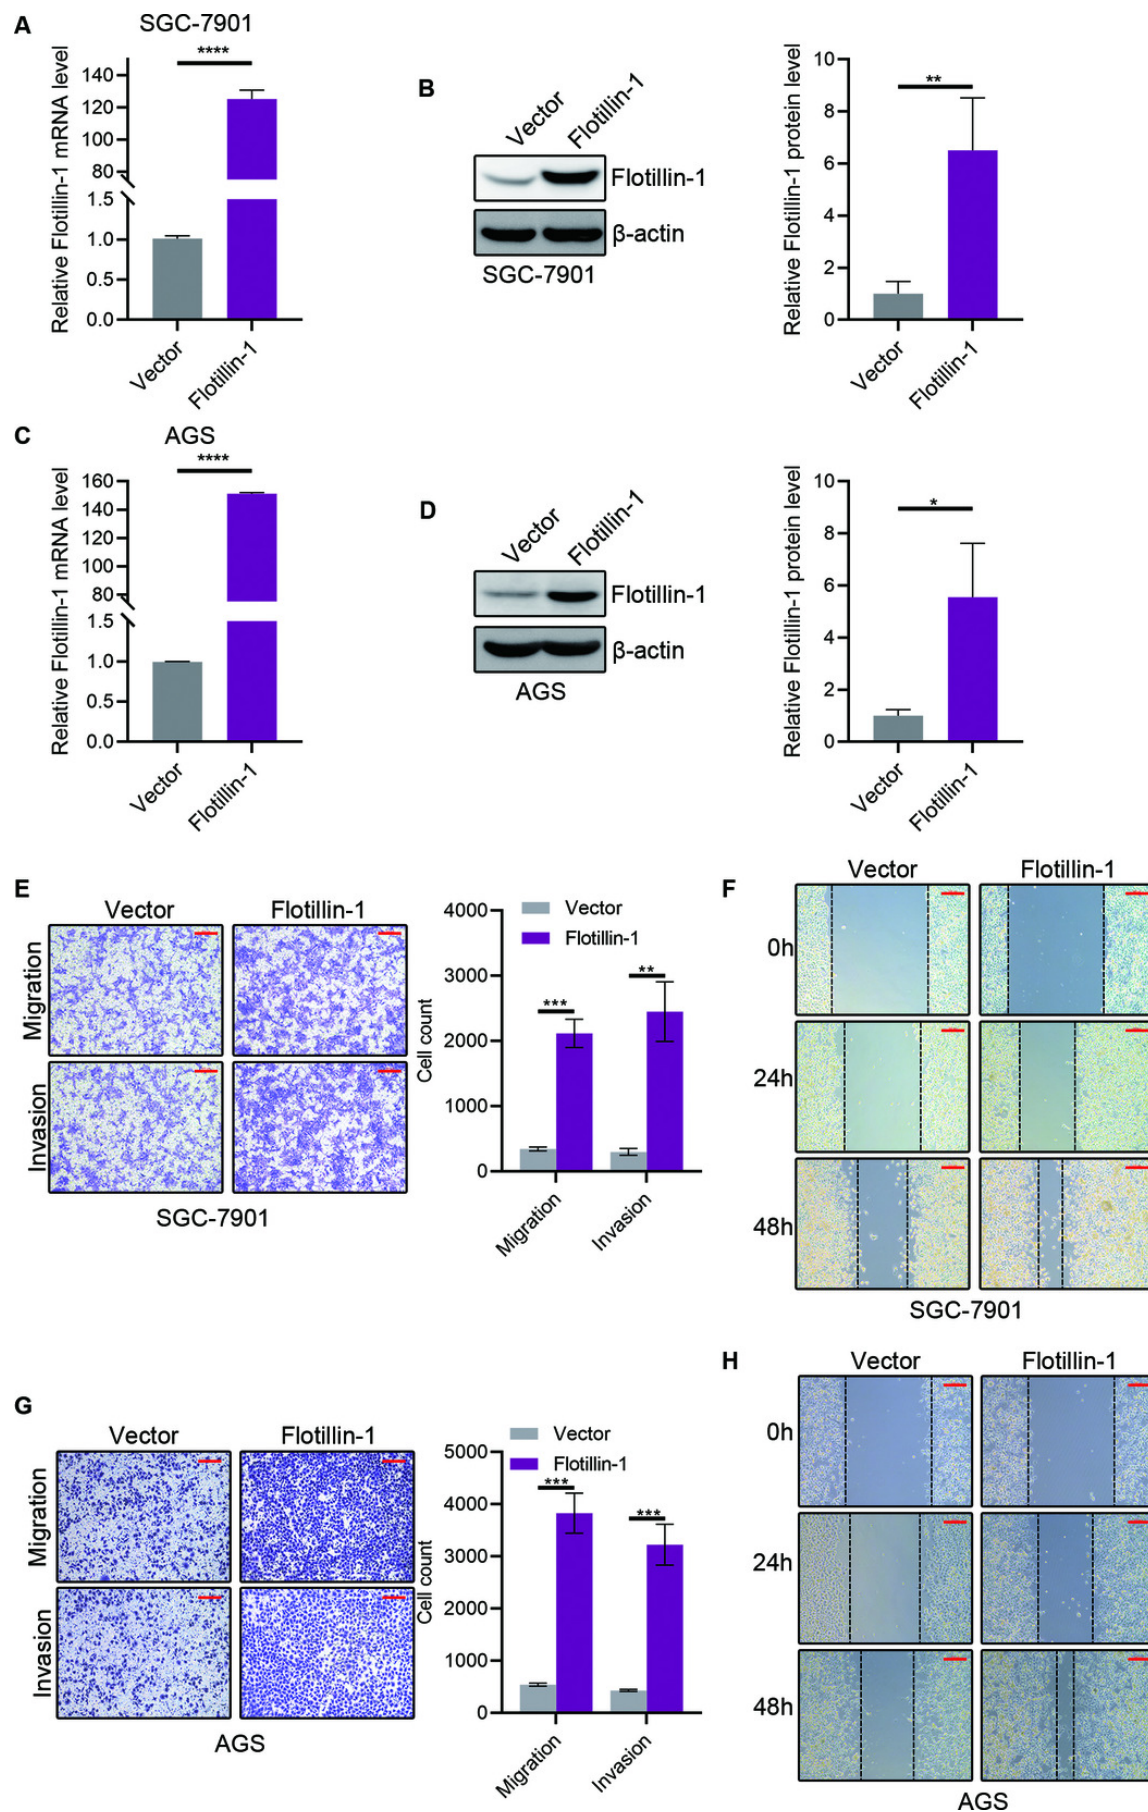 A
SGC-7901
Relative Flotillin-1 mRNA level
****
140
120
100
80
1.5
1.0
0.5
0.0
Vector
Flotillin-1
B
Vector
Flotillin-1
Flotillin-1
β-actin
SGC-7901
Relative Flotillin-1 protein level
**
10
8
6
4
2
0
Vector
Flotillin-1
C
AGS
Relative Flotillin-1 mRNA level
****
160
140
120
100
80
1.5
1.0
0.5
0.0
Vector
Flotillin-1
D
Vector
Flotillin-1
Flotillin-1
β-actin
AGS
Relative Flotillin-1 protein level
*
10
8
6
4
2
0
Vector
Flotillin-1
E
Vector
Flotillin-1
Migration
Invasion
SGC-7901
Cell count
4000
3000
2000
1000
0
Vector
Flotillin-1
***
**
Migration
Invasion
F
Vector
Flotillin-1
0h
24h
48h
SGC-7901
G
Vector
Flotillin-1
Migration
Invasion
AGS
Cell count
5000
4000
3000
2000
1000
0
Vector
Flotillin-1
***
***
Migration
Invasion
H
Vector
Flotillin-1
0h
24h
48h
AGS